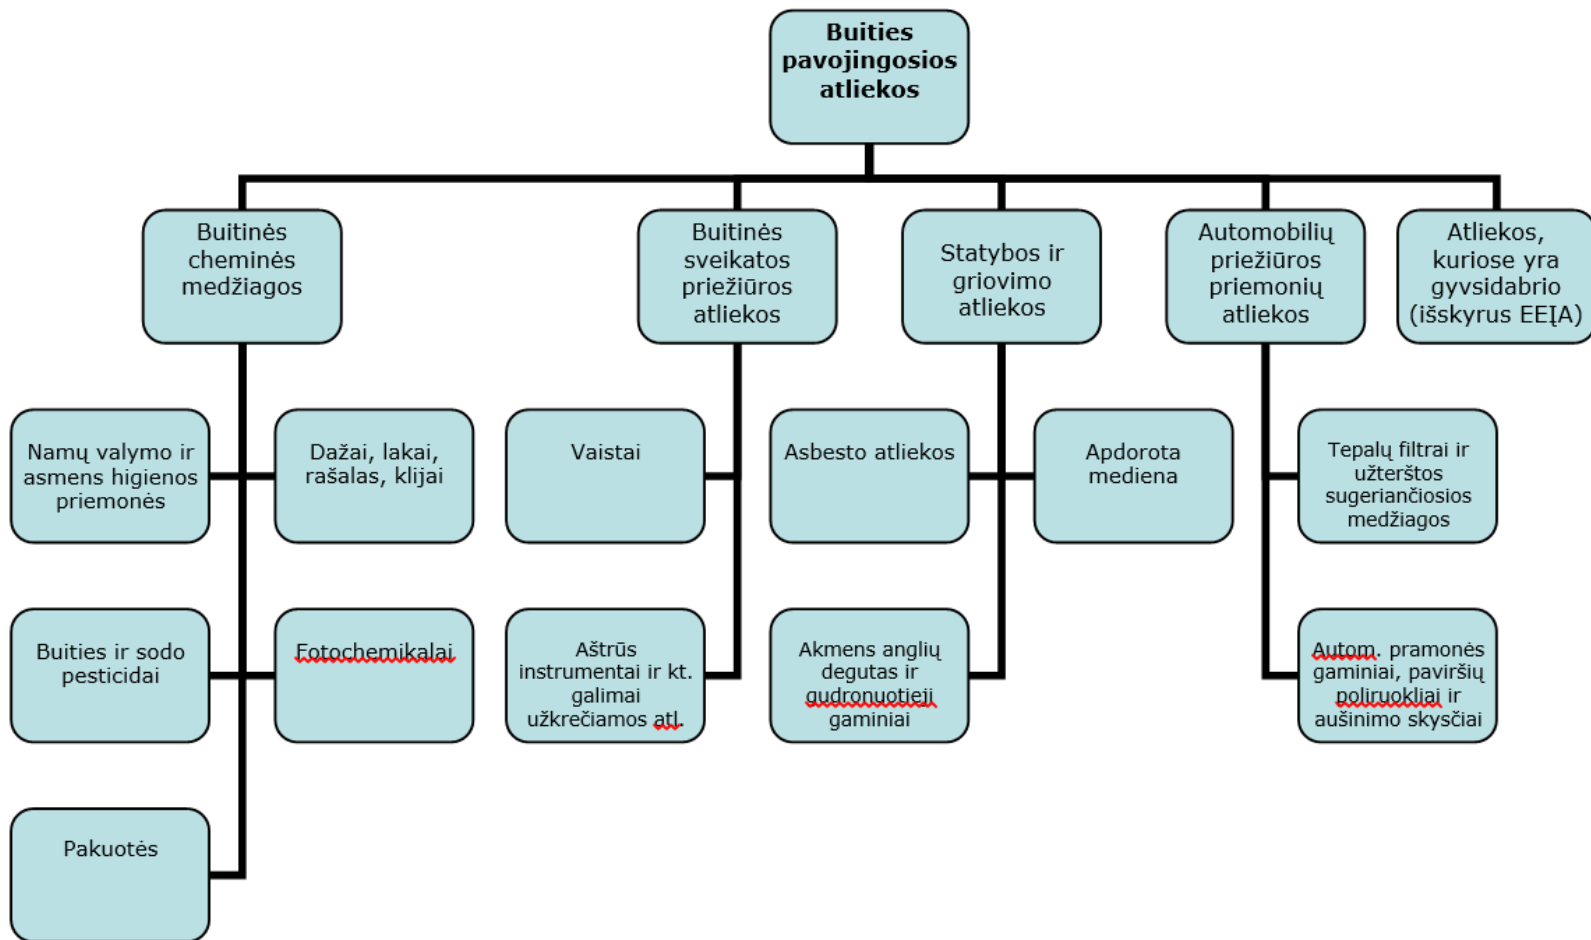 Buities
pavojingosios
atliekos
Buitinės
cheminės
medžiagos
Buitinės
sveikatos
priežiūros
atliekos
Statybos ir
griovimo
atliekos
Automobilių
priežiūros
priemonių
atliekos
Atliekos,
kuriose yra
gyvsidabrio
(išskyrus EEĮA)
Namų valymo ir
asmens higienos
priemonės
Dažai, lakai,
rašalas, klijai
Vaistai
Asbesto atliekos
Apdorota
mediena
Tepalų filtrai ir
užterštos
sugeriančiosios
medžiagos
Buities ir sodo
pesticidai
Fotochemikalai
Aštrūs
instrumentai ir kt.
galimai
užkrečiamos atl.
Akmens anglių
degutas ir
gudronuotieji
gaminiai
Autom. pramonės
gaminiai, paviršių
poliruokliai ir
aušinimo skysčiai
Pakuotės